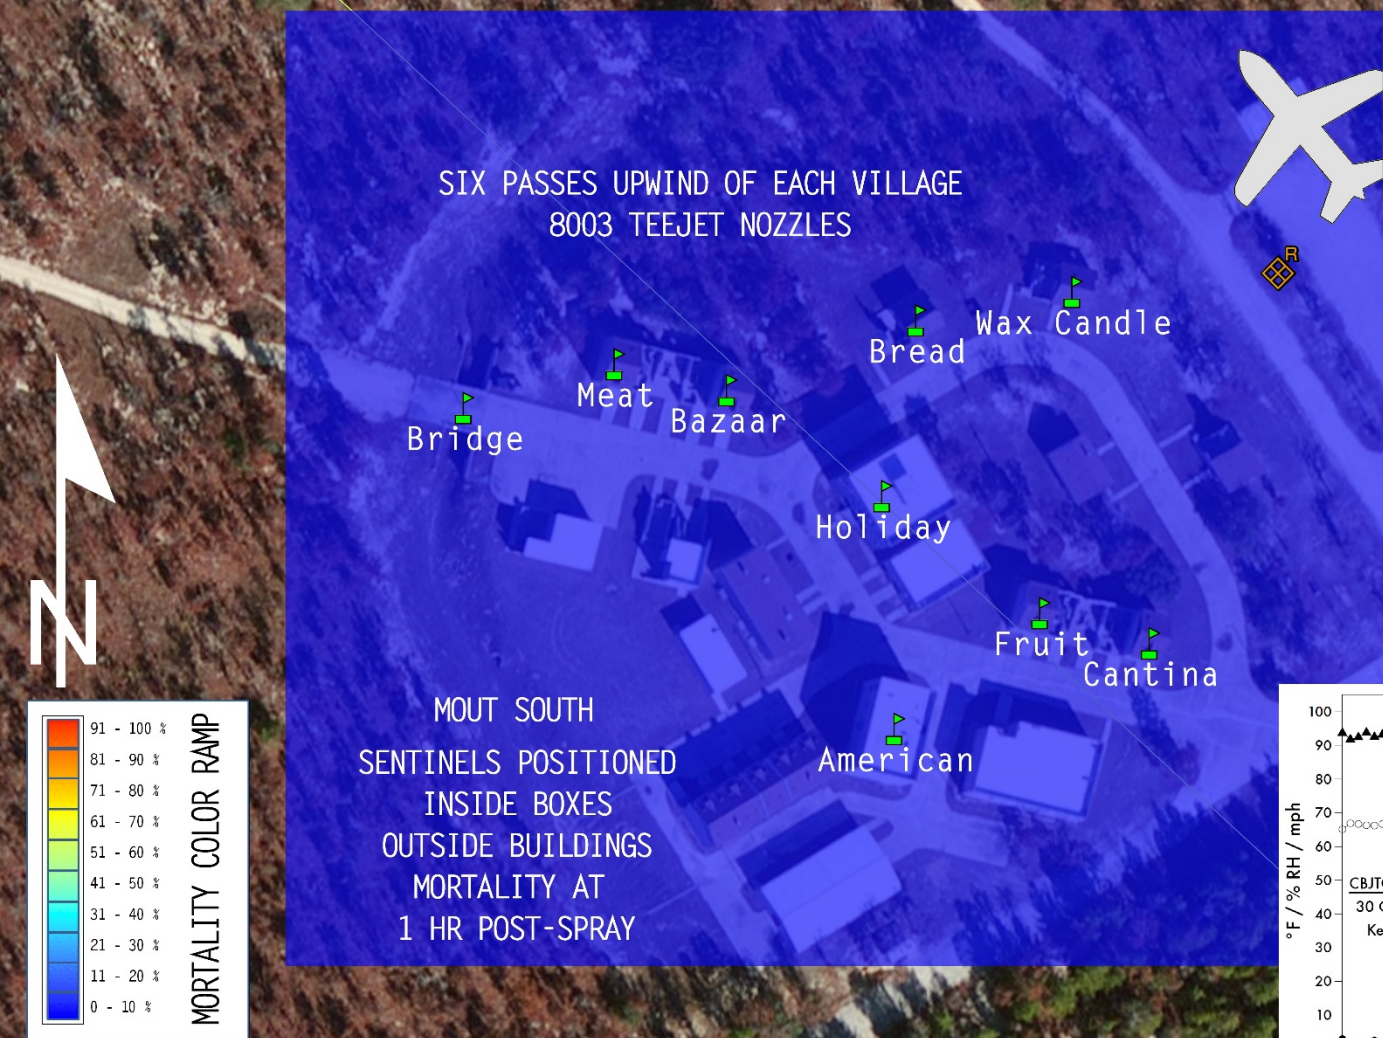 SIX PASSES UPWIND OF EACH VILLAGE
8003 TEEJET NOZZLES
R
Wax Candle
Bread
Meat
Bazaar
Bridge
Holiday
Fruit
Cantina
American
N
MOUT SOUTH
SENTINELS POSITIONED
INSIDE BOXES
OUTSIDE BUILDINGS
MORTALITY AT
1 HR POST-SPRAY
91 - 100 %
81 - 90 %
71 - 80 %
61 - 70 %
51 - 60 %
41 - 50 %
31 - 40 %
21 - 30 %
11 - 20 %
0 - 10 %
MORTALITY COLOR RAMP
100
90
80
70
60
50
40
30
20
10
°F / % RH / mph
30